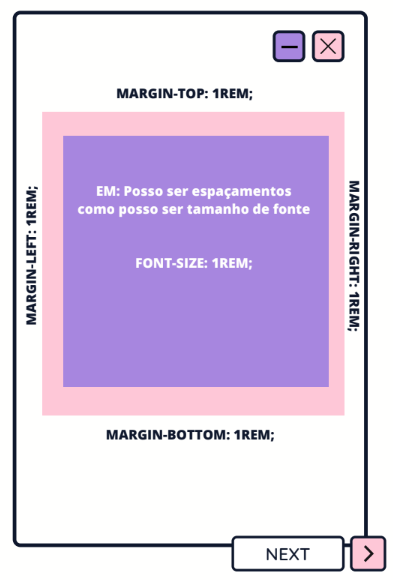 MARGIN-TOP: 1REM;
MARGIN-LEFT: 1REM;
EM: Posso ser espaçamentos
como posso ser tamanho de fonte
FONT-SIZE: 1REM;
MARGIN-RIGHT: 1REM;
MARGIN-BOTTOM: 1REM;
NEXT